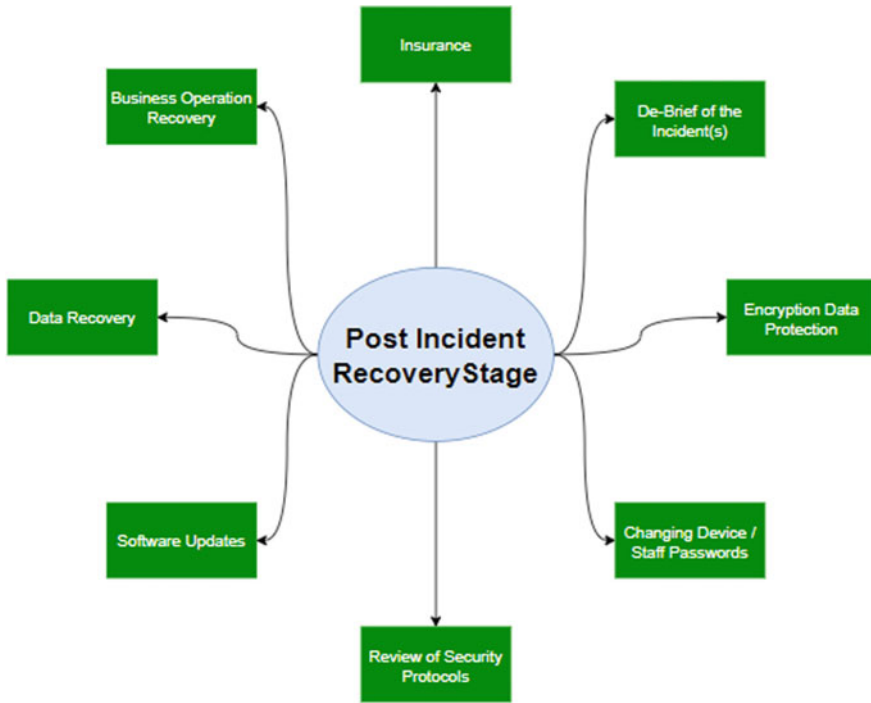 Insurance
Business Operation
Recovery
De-Brief of the
Incident(s)
Data Recovery
Encryption Data
Protection
Post Incident
RecoveryStage
Software Updates
Changing Device /
Staff Passwords
Review of Security
Protocols